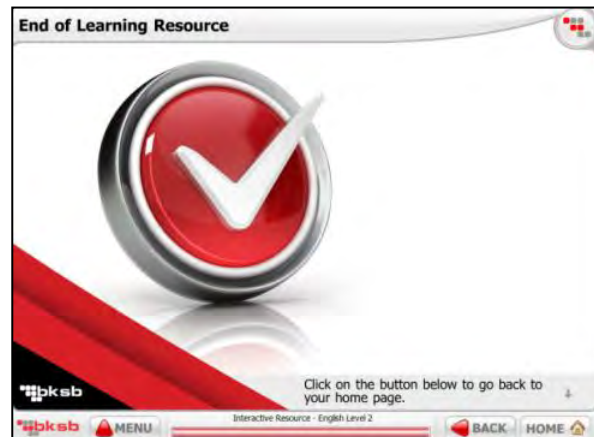 End of Learning Resource
bksb
Click on the button below to go back to
your home page.
bksb
MENU
Interactive Resource - English Level 2
BACK
HOME